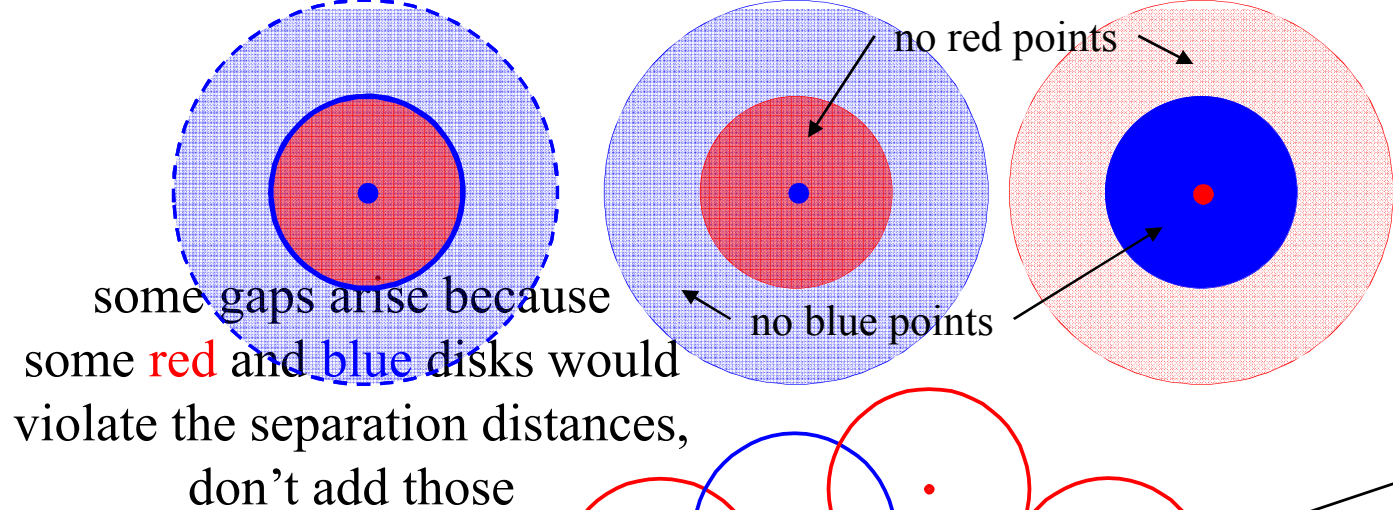 no red points
some gaps arise because
no blue points
some red and blue disks would
violate the separation distances,
don’t add those